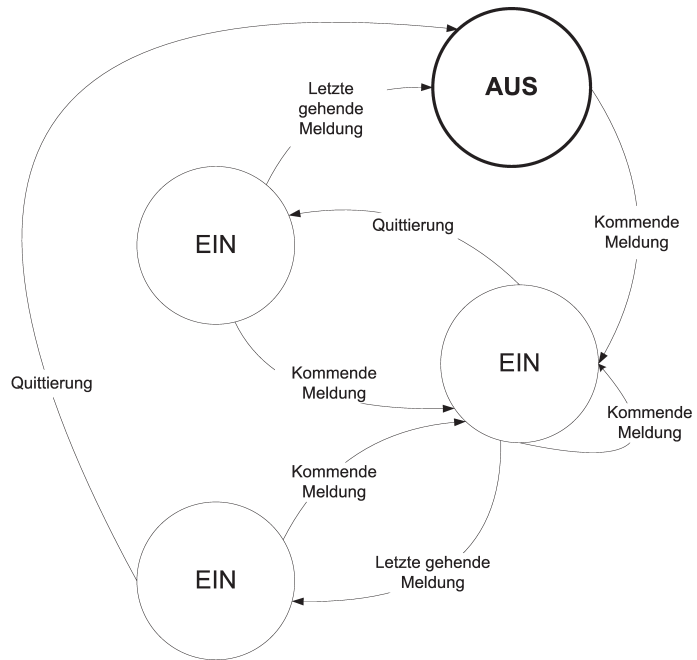 AUS
Letzte
gehende
Meldung
Kommende
Meldung
Quittierung
EIN
EIN
Kommende
Meldung
Quittierung
Kommende
Meldung
Kommende
Meldung
Letzte gehende
Meldung
EIN